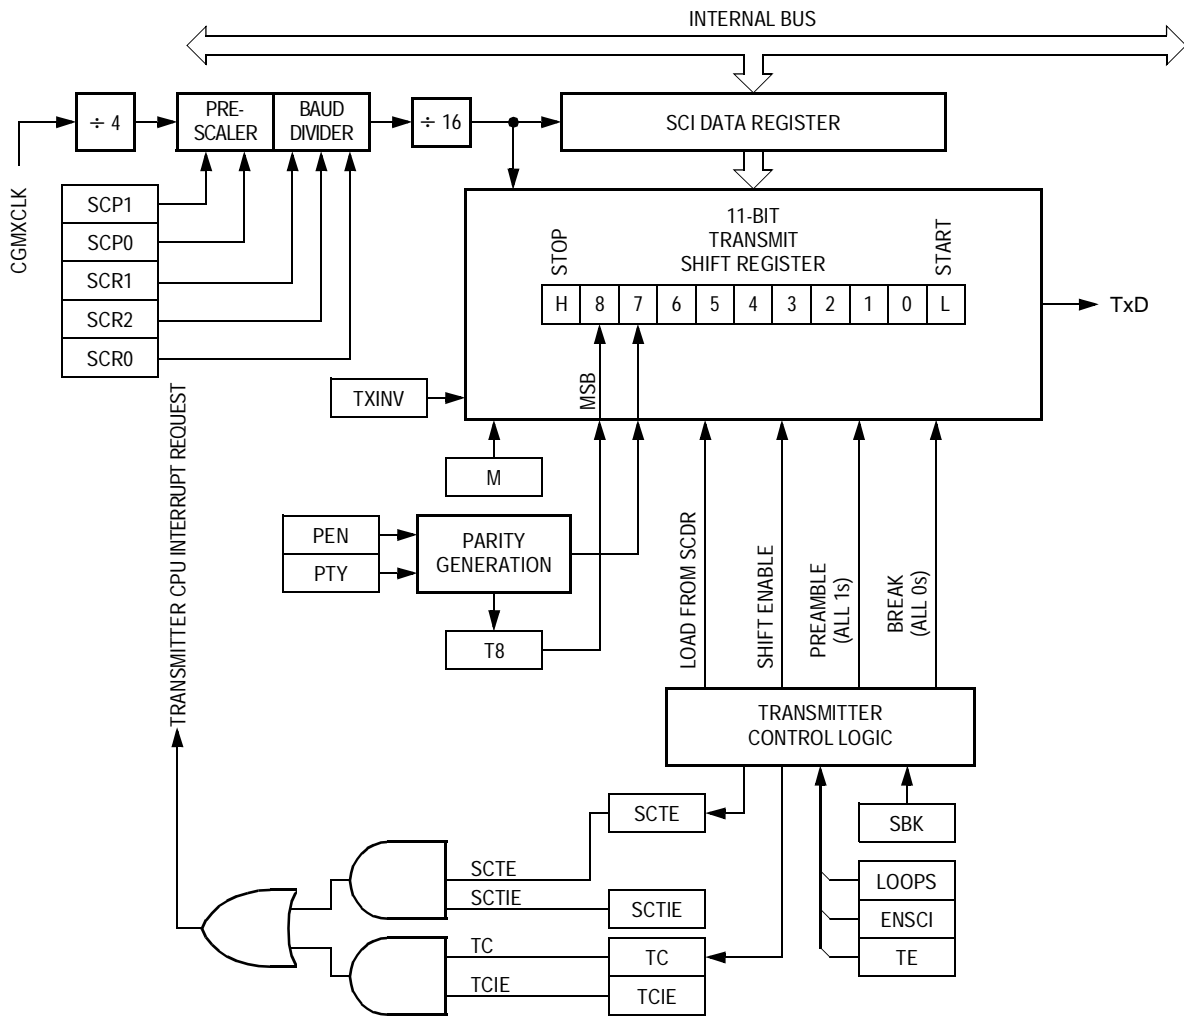 INTERNAL BUS
÷ 4
PRE-
SCALER
BAUD
DIVIDER
÷ 16
SCI DATA REGISTER
CGMXCLK
SCP1
SCP0
SCR1
SCR2
SCR0
11-BIT
TRANSMIT
SHIFT REGISTER
STOP
START
H 8 7 6 5 4 3 2 1 0 L
TxD
TXINV
MSB
M
TRANSMITTER CPU INTERRUPT REQUEST
PEN
PTY
PARITY
GENERATION
T8
LOAD FROM SCDR
SHIFT ENABLE
PREAMBLE
(ALL 1s)
BREAK
(ALL 0s)
TRANSMITTER
CONTROL LOGIC
SCTE
SBK
SCTE
SCTIE
SCTIE
LOOPS
ENSCI
TE
TC
TC
TCIE
TCIE